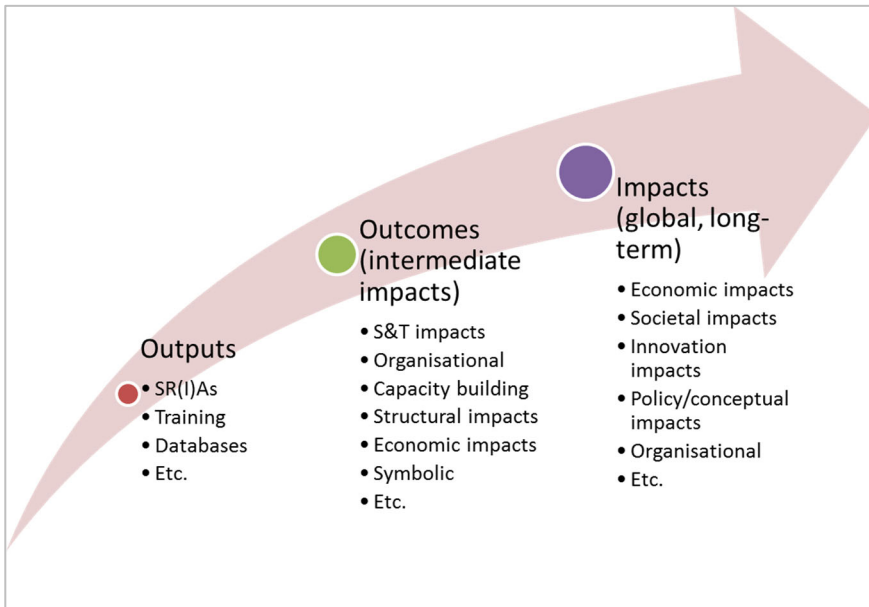 Outputs
• SR(I)As
• Training
• Databases
• Etc.
Outcomes
(intermediate
impacts)
• S&T impacts
• Organisational
• Capacity building
• Structural impacts
• Economic impacts
• Symbolic
• Etc.
Impacts
(global, long-
term)
• Economic impacts
• Societal impacts
• Innovation
impacts
• Policy/conceptual
impacts
• Organisational
• Etc.